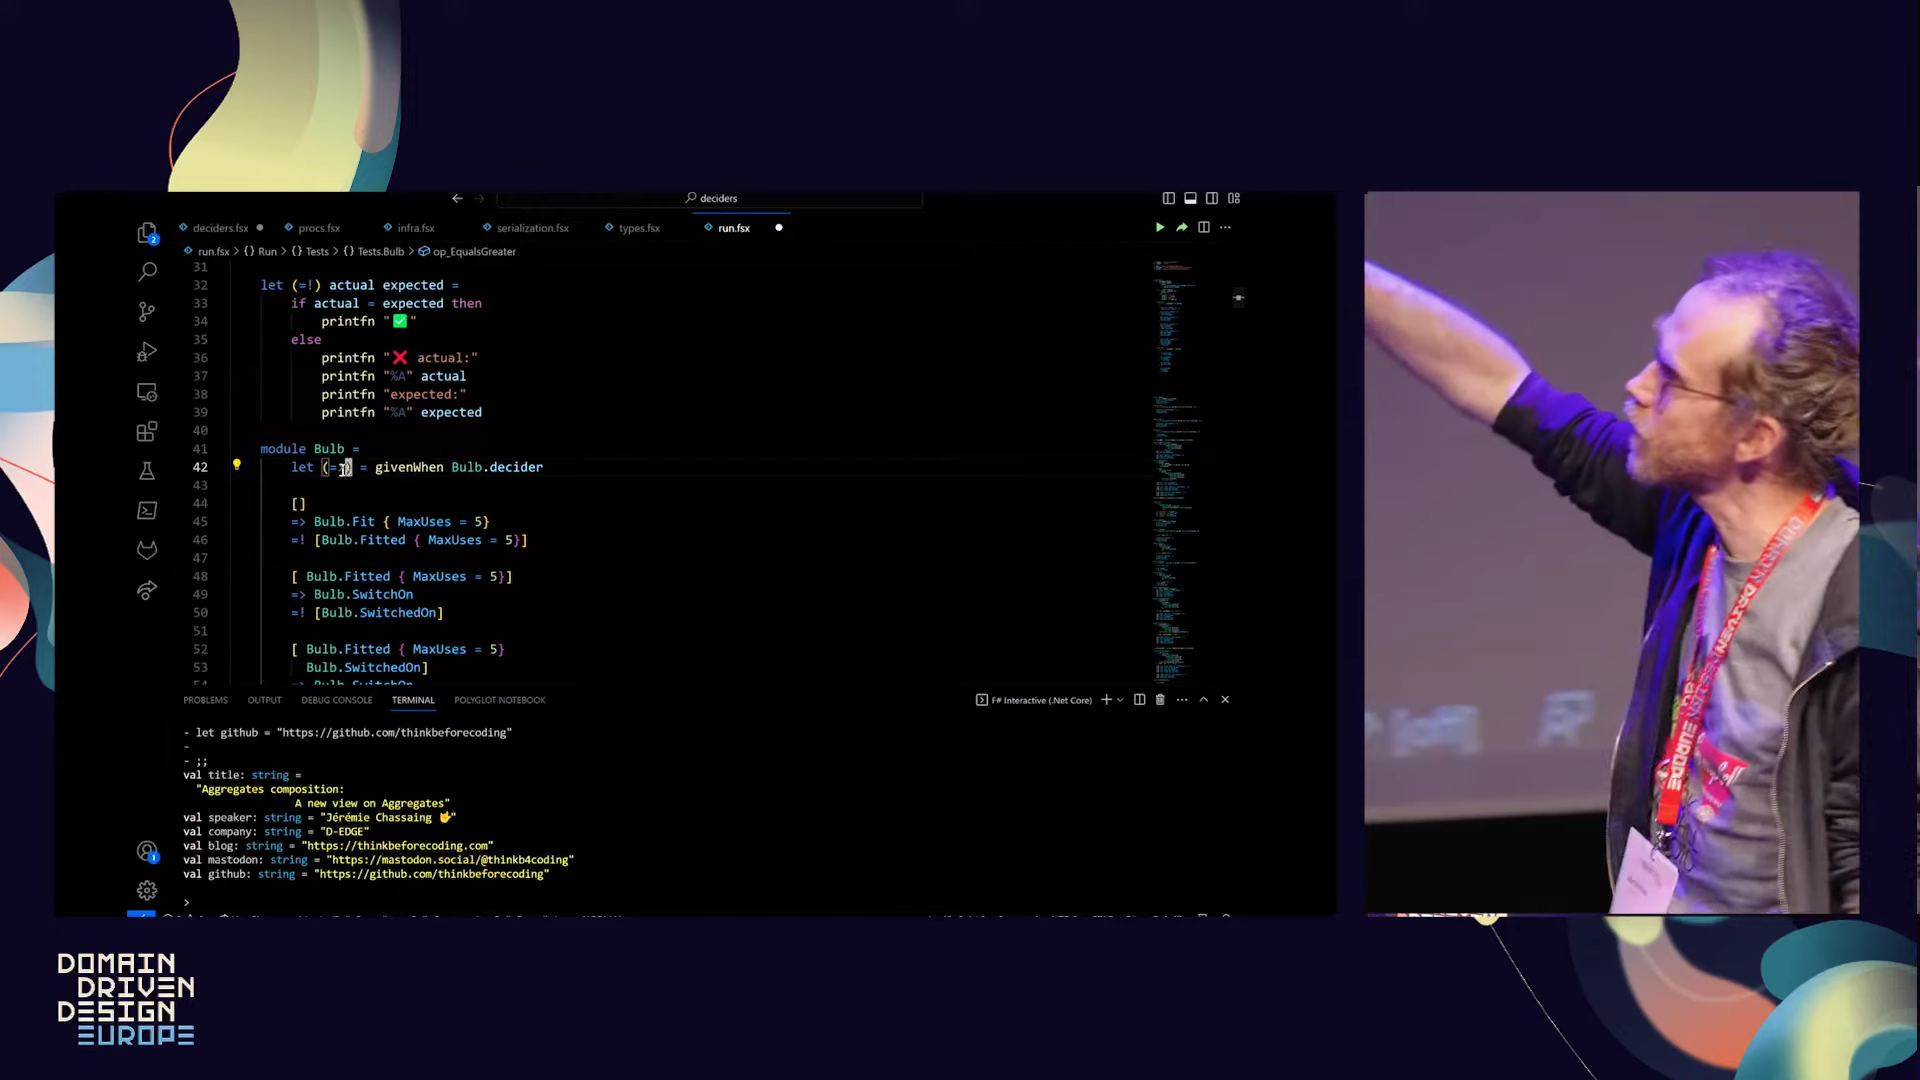 deciders
deciders.fsx procs.fsx infra.fsx serialization.fsx types.fsx run.fsx
run.fsx > {} Run > {} Tests > {} Tests.Bulb > op_EqualsGreater
31
32 let (=!) actual expected =
33 if actual = expected then
34 printfn "✅"
35 else
36 printfn "❌ actual:"
37 printfn "%A" actual
38 printfn "expected:"
39 printfn "%A" expected
40
41 module Bulb =
42 let (=>) = givenWhen Bulb.decider
43
44 []
45 => Bulb.Fit { MaxUses = 5}
46 =! [Bulb.Fitted { MaxUses = 5}]
47
48 [ Bulb.Fitted { MaxUses = 5}]
49 => Bulb.SwitchOn
50 =! [Bulb.SwitchedOn]
51
52 [ Bulb.Fitted { MaxUses = 5}
53 Bulb.SwitchedOn]
54 => Bulb.SwitchOn
PROBLEMS OUTPUT DEBUG CONSOLE TERMINAL POLYGLOT NOTEBOOK F# Interactive (.Net Core)
- let github = "https://github.com/thinkbeforecoding"
-
- ;;
val title: string =
"Aggregates composition:
A new view on Aggregates"
val speaker: string = "Jérémie Chassaing 🤟"
val company: string = "D-EDGE"
val blog: string = "https://thinkbeforecoding.com"
val mastodon: string = "https://mastodon.social/@thinkb4coding"
val github: string = "https://github.com/thinkbeforecoding"
>
DOMAIN
DRIVEN
DESIGN
EUROPE